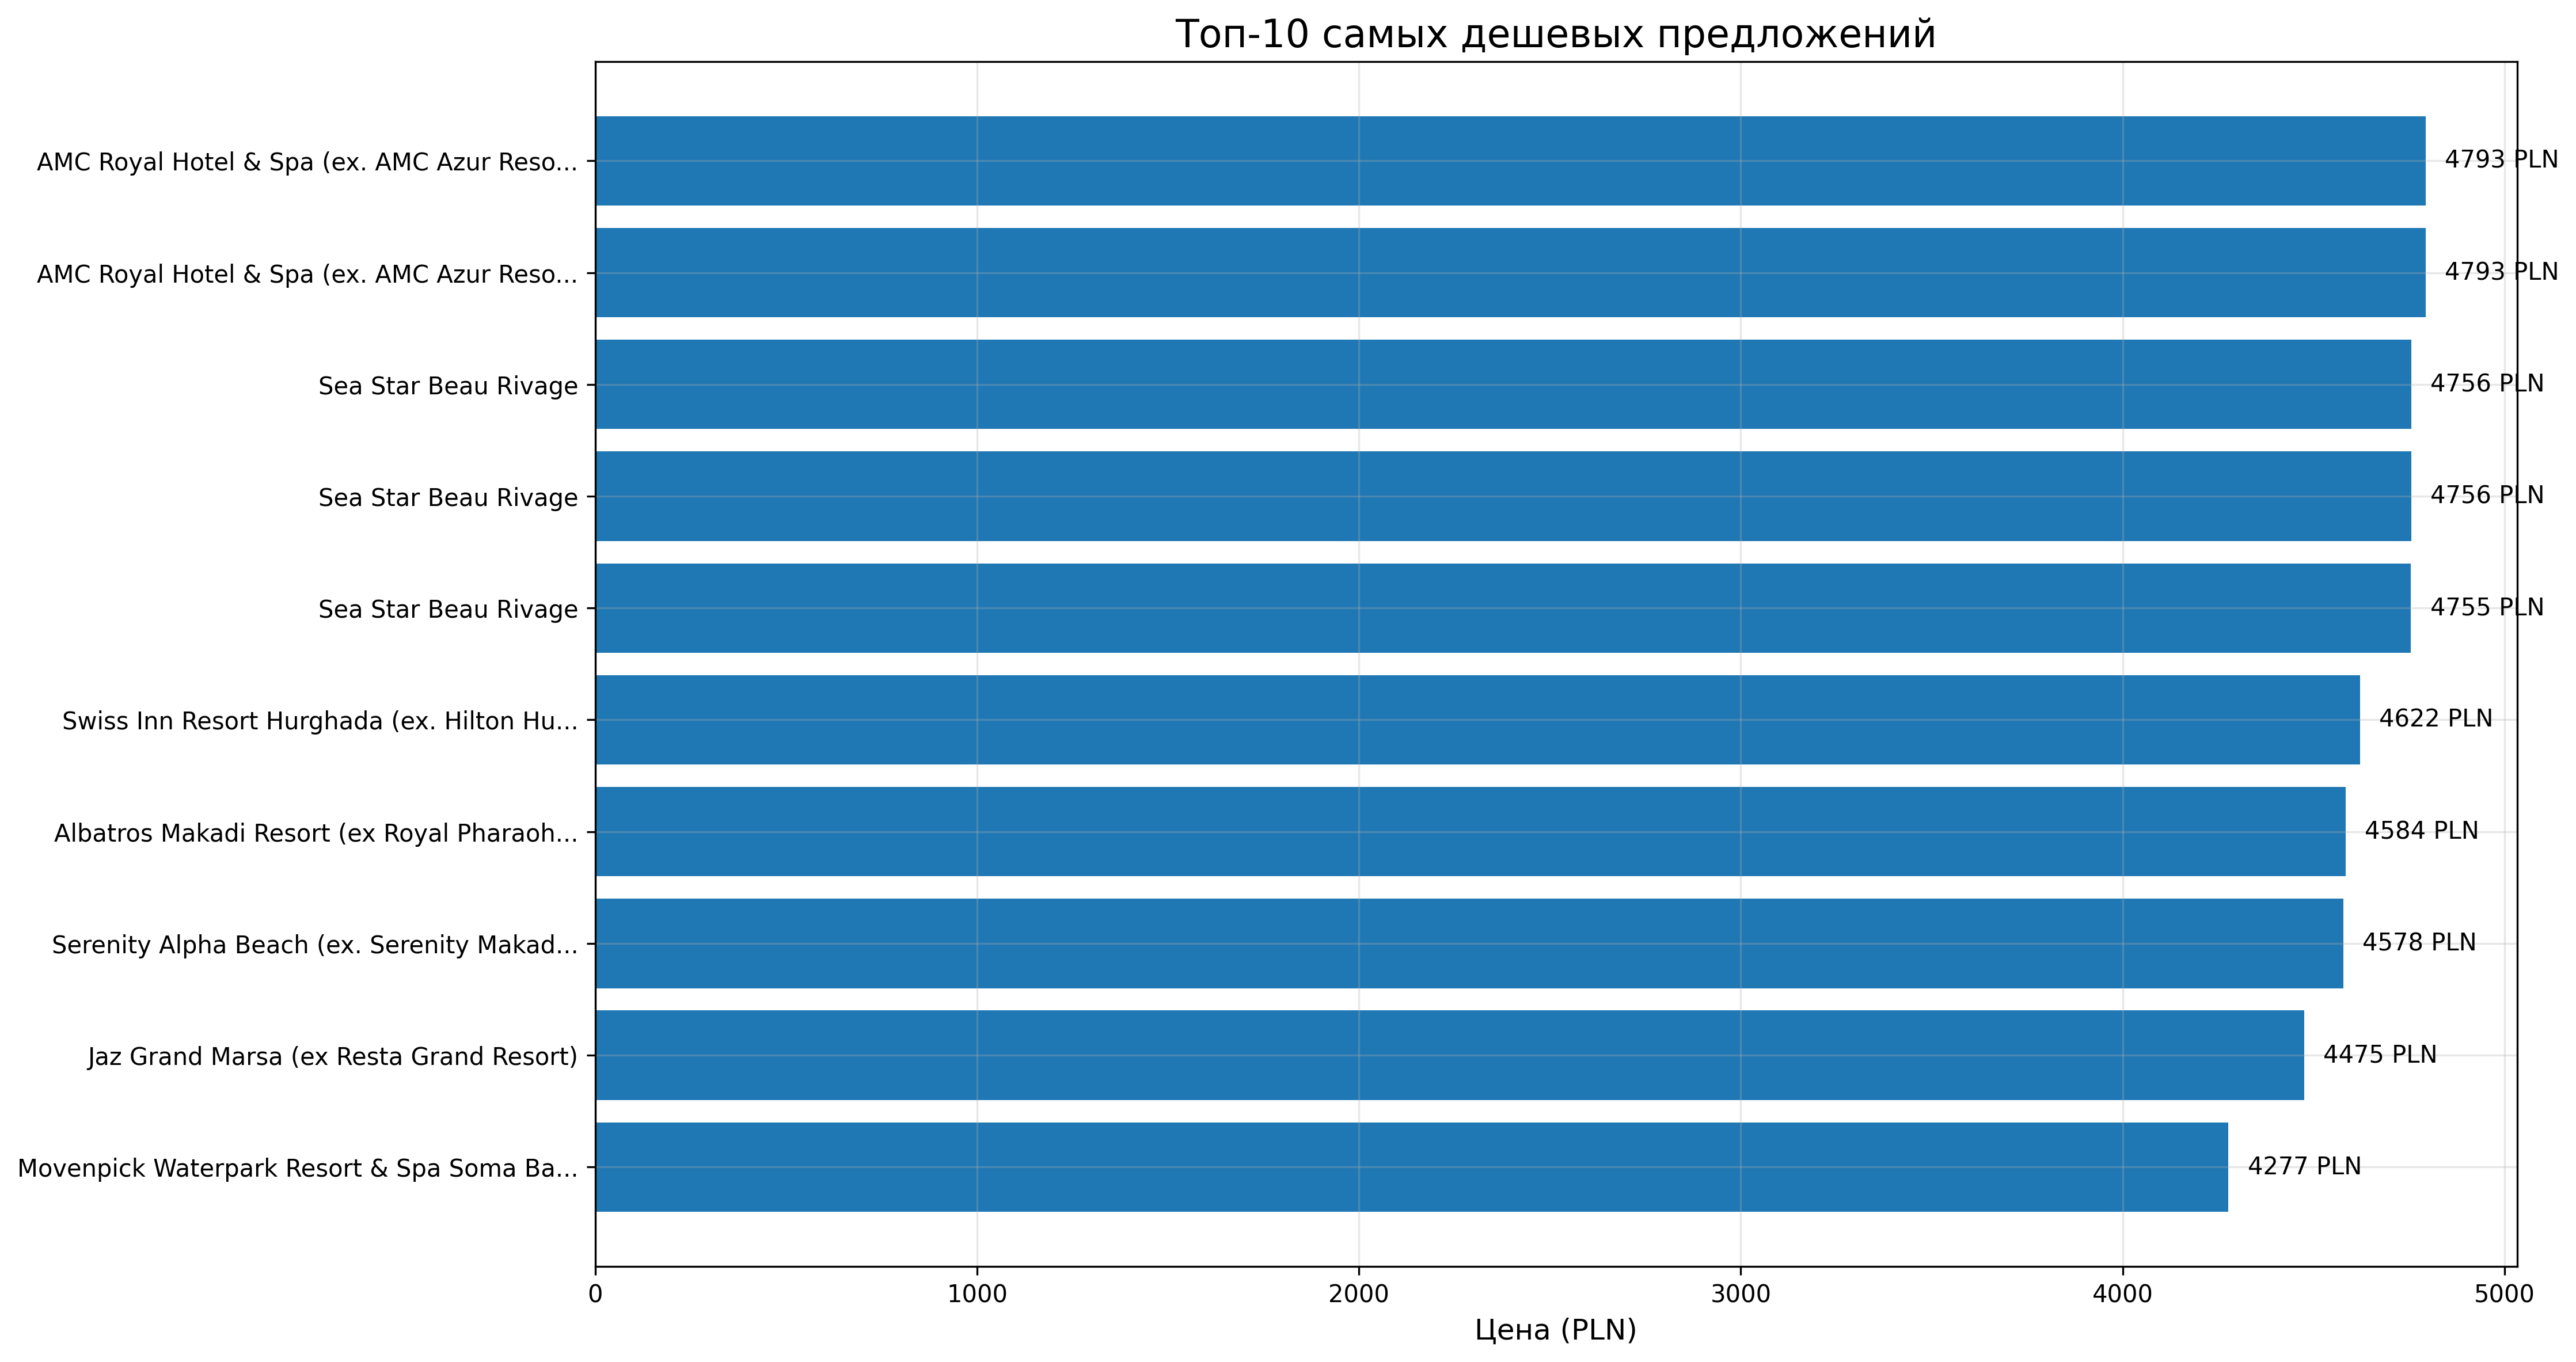 Топ-10 самых дешевых предложений
AMC Royal Hotel & Spa (ex. AMC Azur Reso... 4793 PLN
AMC Royal Hotel & Spa (ex. AMC Azur Reso... 4793 PLN
Sea Star Beau Rivage 4756 PLN
Sea Star Beau Rivage 4756 PLN
Sea Star Beau Rivage 4755 PLN
Swiss Inn Resort Hurghada (ex. Hilton Hu... 4622 PLN
Albatros Makadi Resort (ex Royal Pharaoh... 4584 PLN
Serenity Alpha Beach (ex. Serenity Makad... 4578 PLN
Jaz Grand Marsa (ex Resta Grand Resort) 4475 PLN
Movenpick Waterpark Resort & Spa Soma Ba... 4277 PLN
0 1000 2000 3000 4000 5000
Цена (PLN)